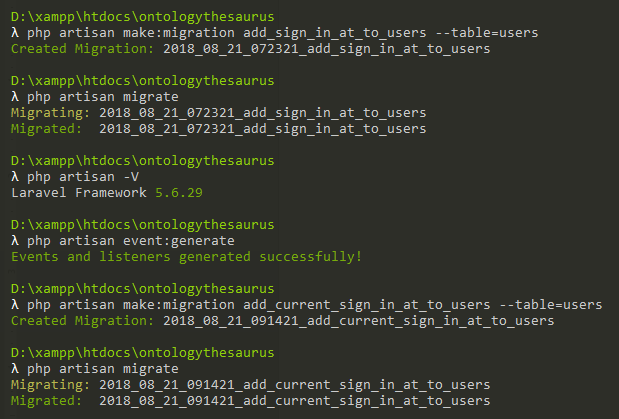 D:\xampp\htdocs\ontologythesaurus
λ php artisan make:migration add_sign_in_at_to_users --table=users
Created Migration: 2018_08_21_072321_add_sign_in_at_to_users
D:\xampp\htdocs\ontologythesaurus
λ php artisan migrate
Migrating: 2018_08_21_072321_add_sign_in_at_to_users
Migrated:  2018_08_21_072321_add_sign_in_at_to_users
D:\xampp\htdocs\ontologythesaurus
λ php artisan -V
Laravel Framework 5.6.29
D:\xampp\htdocs\ontologythesaurus
λ php artisan event:generate
Events and listeners generated successfully!
D:\xampp\htdocs\ontologythesaurus
λ php artisan make:migration add_current_sign_in_at_to_users --table=users
Created Migration: 2018_08_21_091421_add_current_sign_in_at_to_users
D:\xampp\htdocs\ontologythesaurus
λ php artisan migrate
Migrating: 2018_08_21_091421_add_current_sign_in_at_to_users
Migrated:  2018_08_21_091421_add_current_sign_in_at_to_users